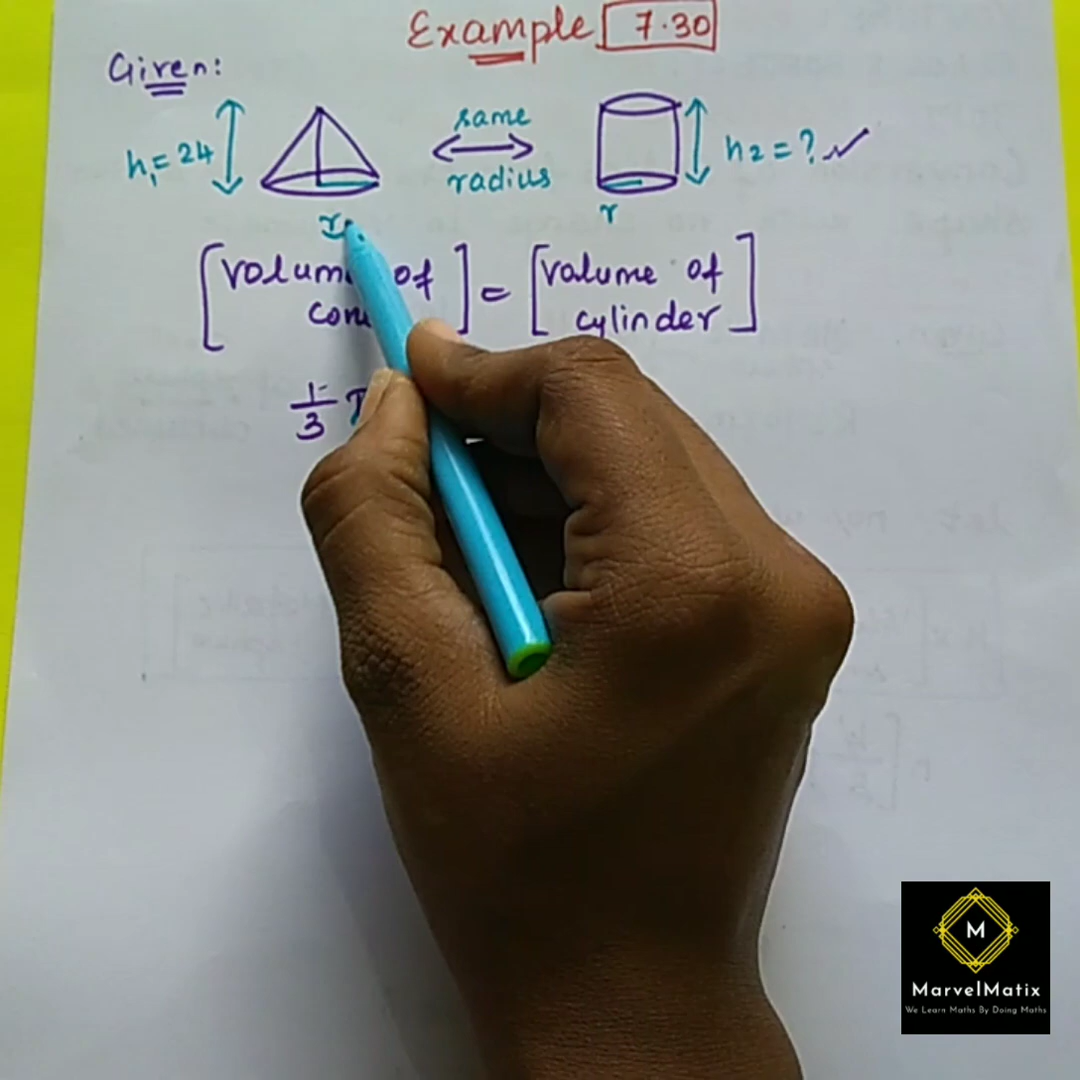 Example 7.30
Given:
h₁ = 24
same
radius
h₂ = ? ✓
r
r
[volume of] = [volume of]
cylinder
1/3
M
MarvelMatix
We Learn Maths By Doing Maths